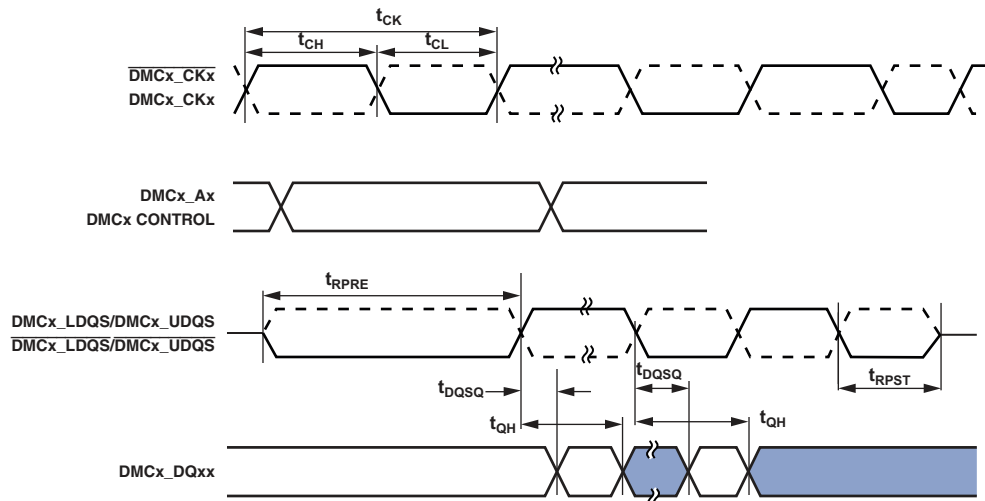 tCK
tCH
tCL
DMCx_CKx
DMCx_CKx
DMCx_Ax
DMCx CONTROL
tRPRE
DMCx_LDQS/DMCx_UDQS
DMCx_LDQS/DMCx_UDQS
tDQSQ
tDQSQ
tRPST
tQH
tQH
DMCx_DQxx